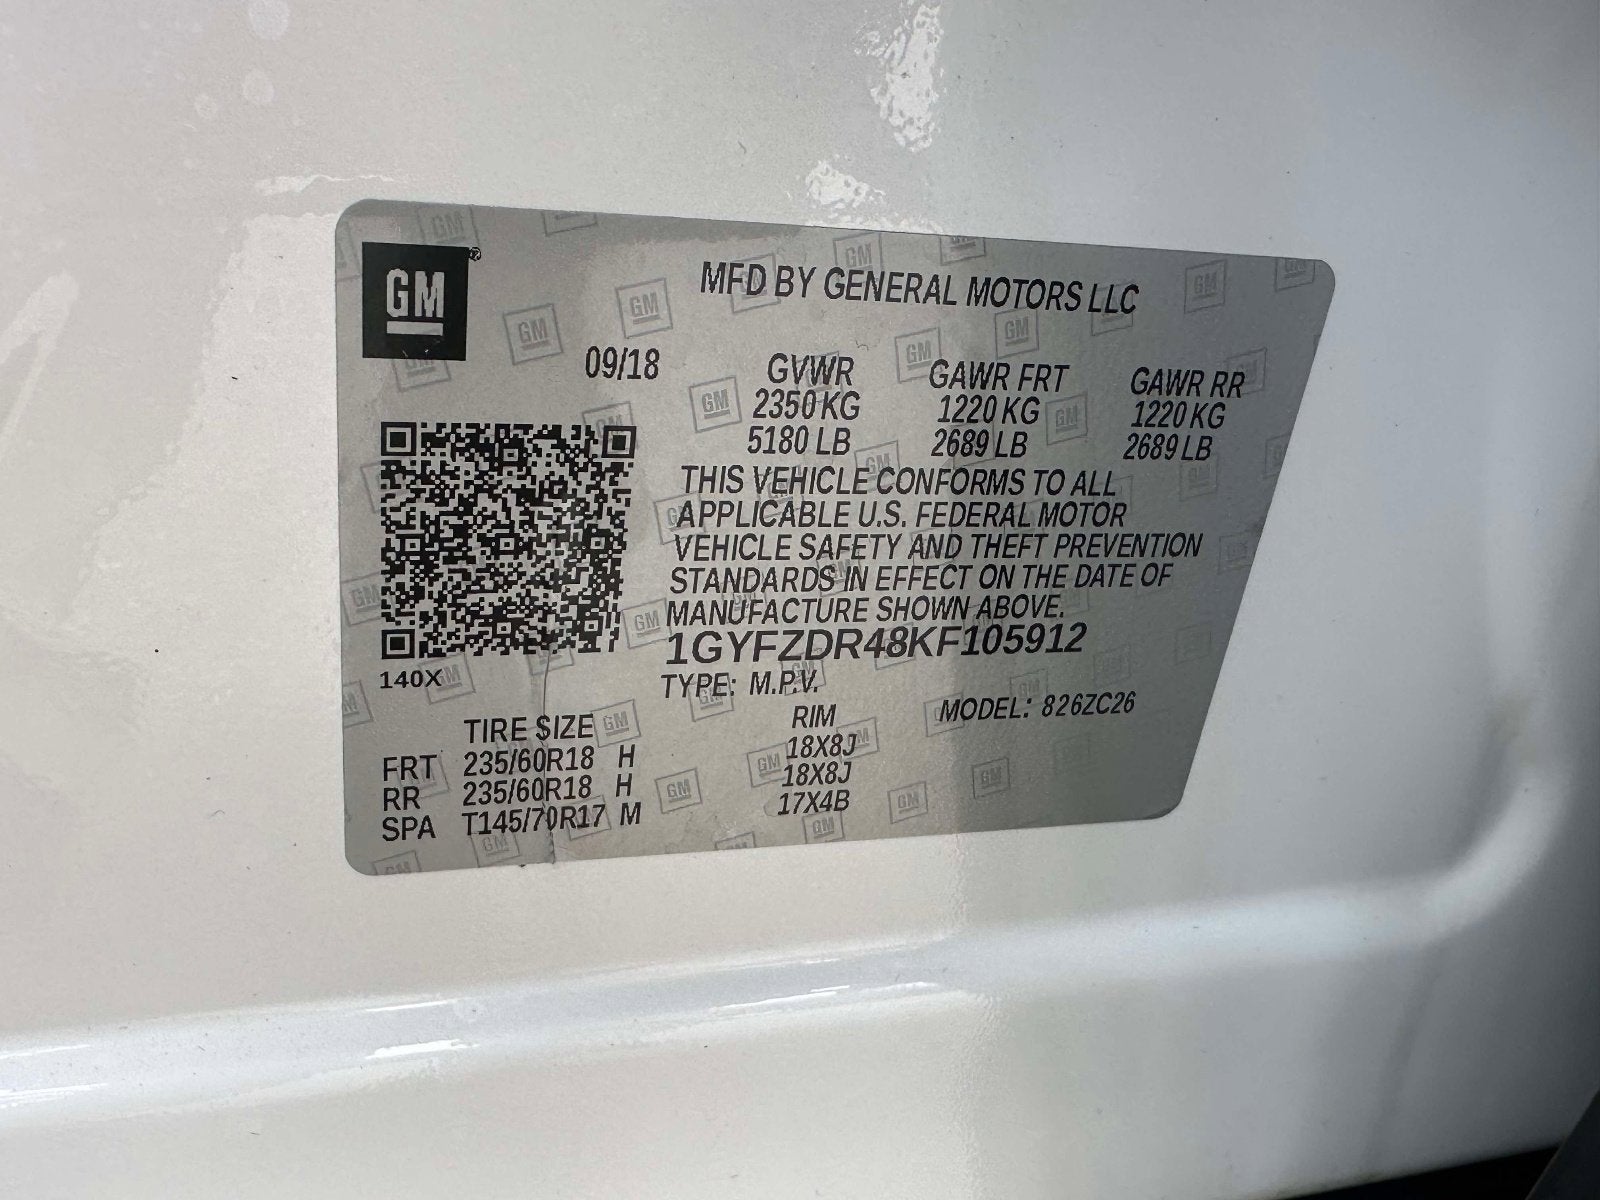 GM®
MFD BY GENERAL MOTORS LLC
09/18
GVWR GAWR FRT GAWR RR
2350 KG 1220 KG 1220 KG
5180 LB 2689 LB 2689 LB
THIS VEHICLE CONFORMS TO ALL
APPLICABLE U.S. FEDERAL MOTOR
VEHICLE SAFETY AND THEFT PREVENTION
STANDARDS IN EFFECT ON THE DATE OF
MANUFACTURE SHOWN ABOVE.
1GYFZDR48KF105912
140X
TYPE: M.P.V. MODEL: 826ZC26
TIRE SIZE RIM
FRT 235/60R18 H 18X8J
RR 235/60R18 H 18X8J
SPA T145/70R17 M 17X4B